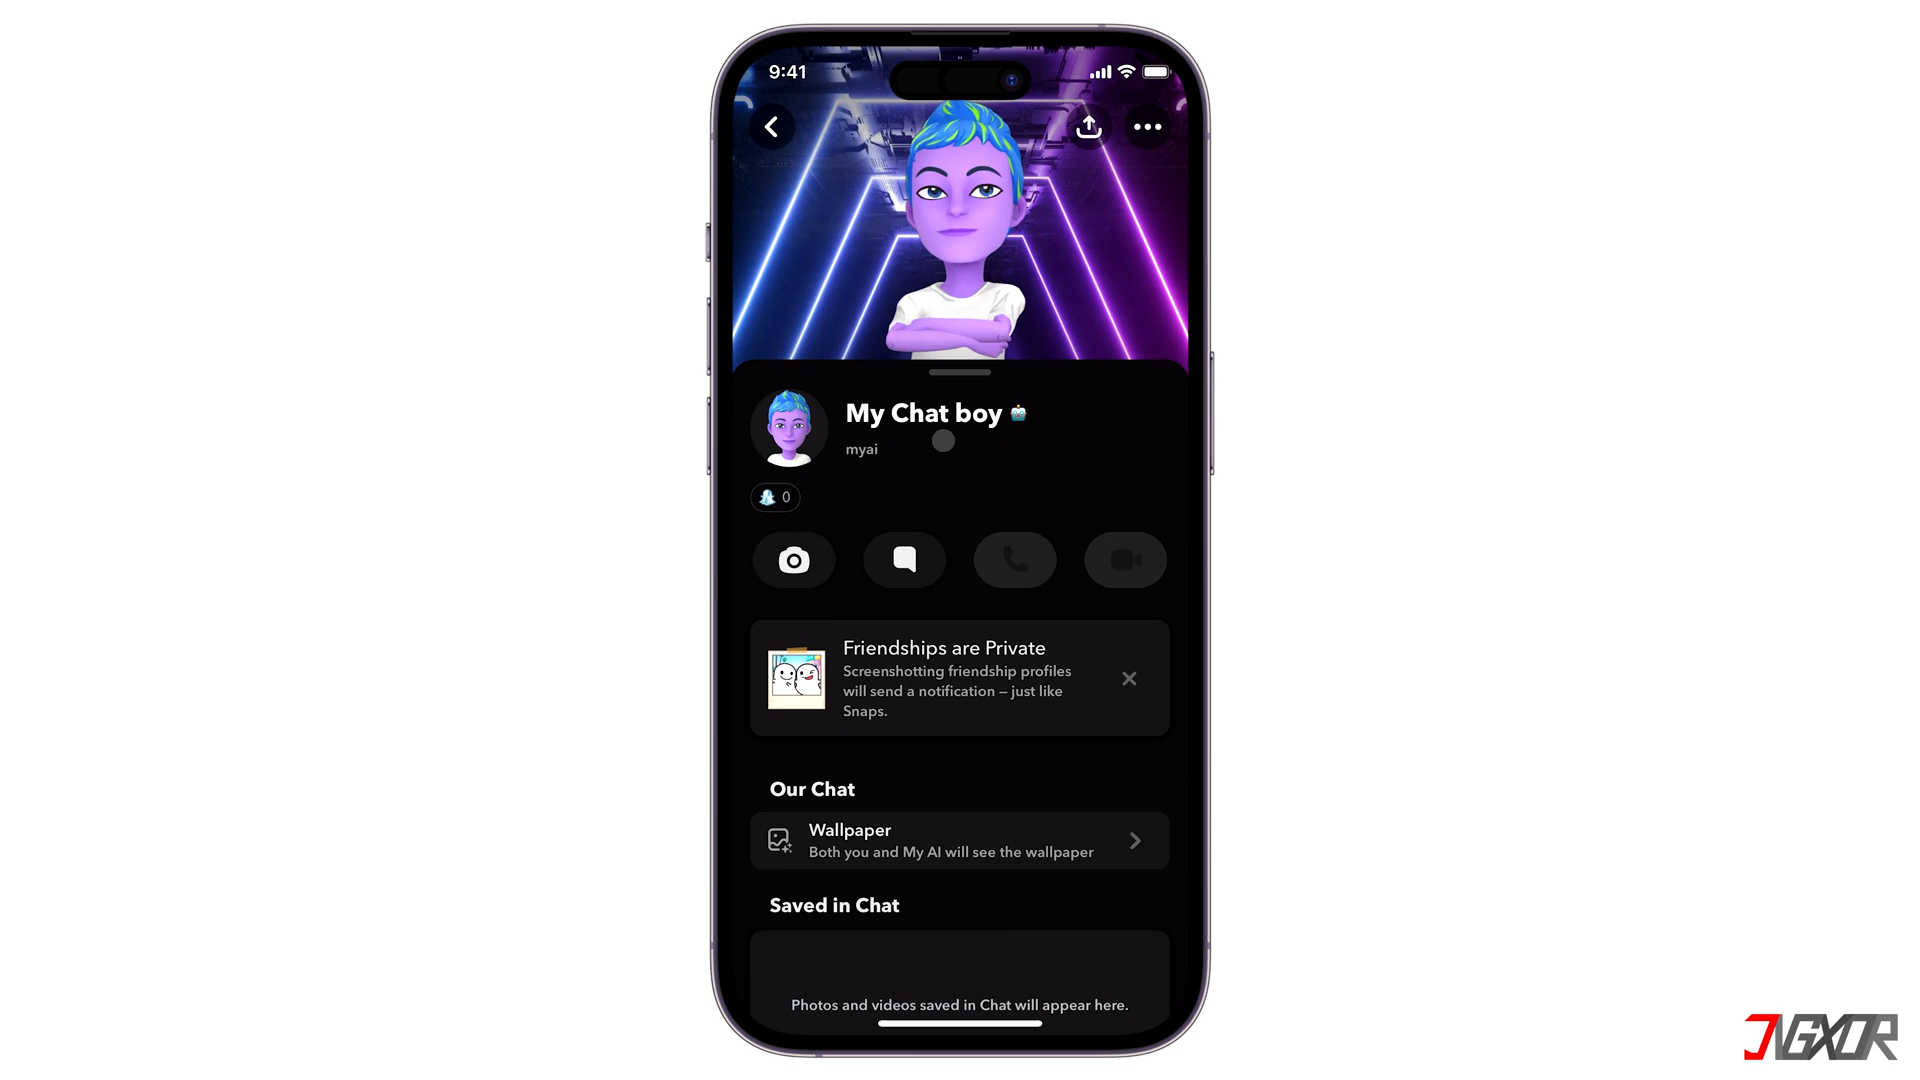 9:41
My Chat boy
myai
0
Friendships are Private
Screenshotting friendship profiles
will send a notification – just like
Snaps.
Our Chat
Wallpaper
Both you and My AI will see the wallpaper
Saved in Chat
Photos and videos saved in Chat will appear here.
JVGXOR